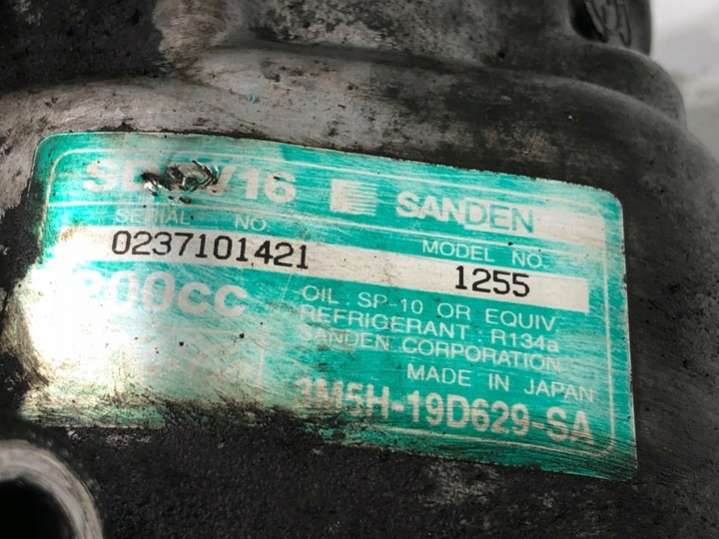 SANDEN
SERIAL NO.
MODEL NO.
0237101421
1255
200cc
OIL SP-10 OR EQUIV.
REFRIGERANT : R134a
SANDEN CORPORATION
MADE IN JAPAN
3M5H-19D629-SA